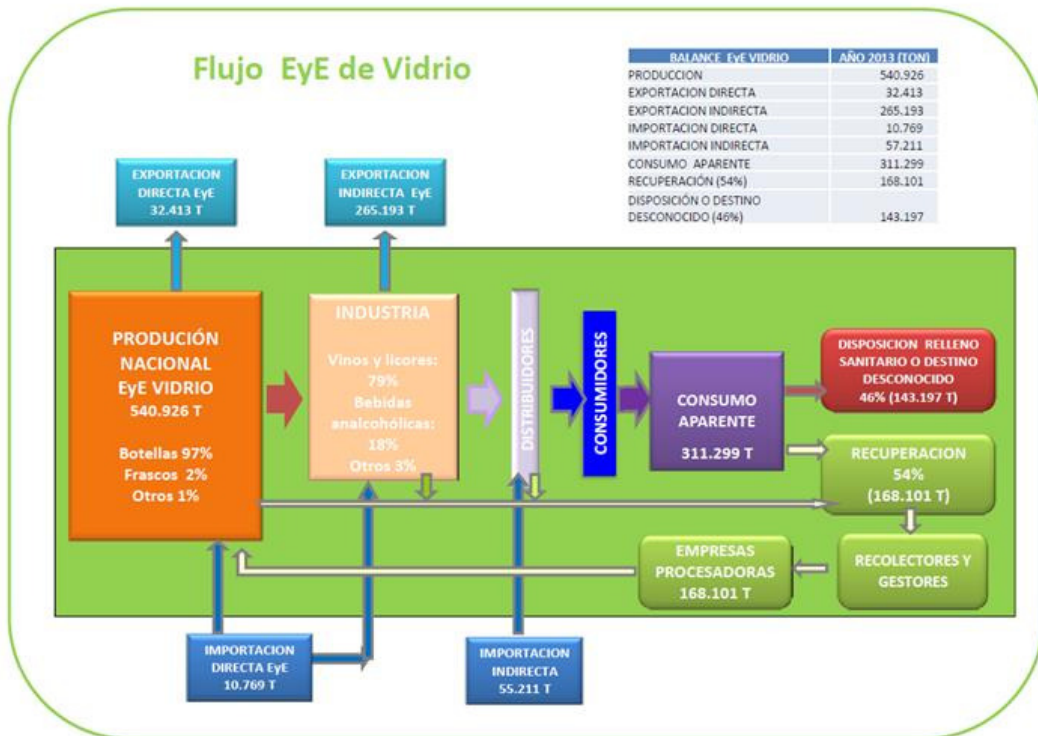 Flujo EyE de Vidrio
BALANCE EyE VIDRIO AÑO 2013 (TON)
PRODUCCION 540.926
EXPORTACION DIRECTA 32.413
EXPORTACION INDIRECTA 265.193
IMPORTACION DIRECTA 10.769
IMPORTACION INDIRECTA 57.211
CONSUMO APARENTE 311.299
RECUPERACIÓN (54%) 168.101
DISPOSICIÓN O DESTINO
DESCONOCIDO (46%) 143.197
EXPORTACION
DIRECTA EyE
32.413 T
EXPORTACION
INDIRECTA EyE
265.193 T
PRODUCIÓN
NACIONAL
EyE VIDRIO
540.926 T
Botellas 97%
Frascos 2%
Otros 1%
INDUSTRIA
Vinos y licores:
79%
Bebidas
analcohólicas:
18%
Otros 3%
DISTRIBUIDORES
CONSUMIDORES
CONSUMO
APARENTE
311.299 T
DISPOSICION RELLENO
SANITARIO O DESTINO
DESCONOCIDO
46% (143.197 T)
RECUPERACION
54%
(168.101 T)
EMPRESAS
PROCESADORAS
168.101 T
RECOLECTORES Y
GESTORES
IMPORTACION
DIRECTA EyE
10.769 T
IMPORTACION
INDIRECTA
55.211 T